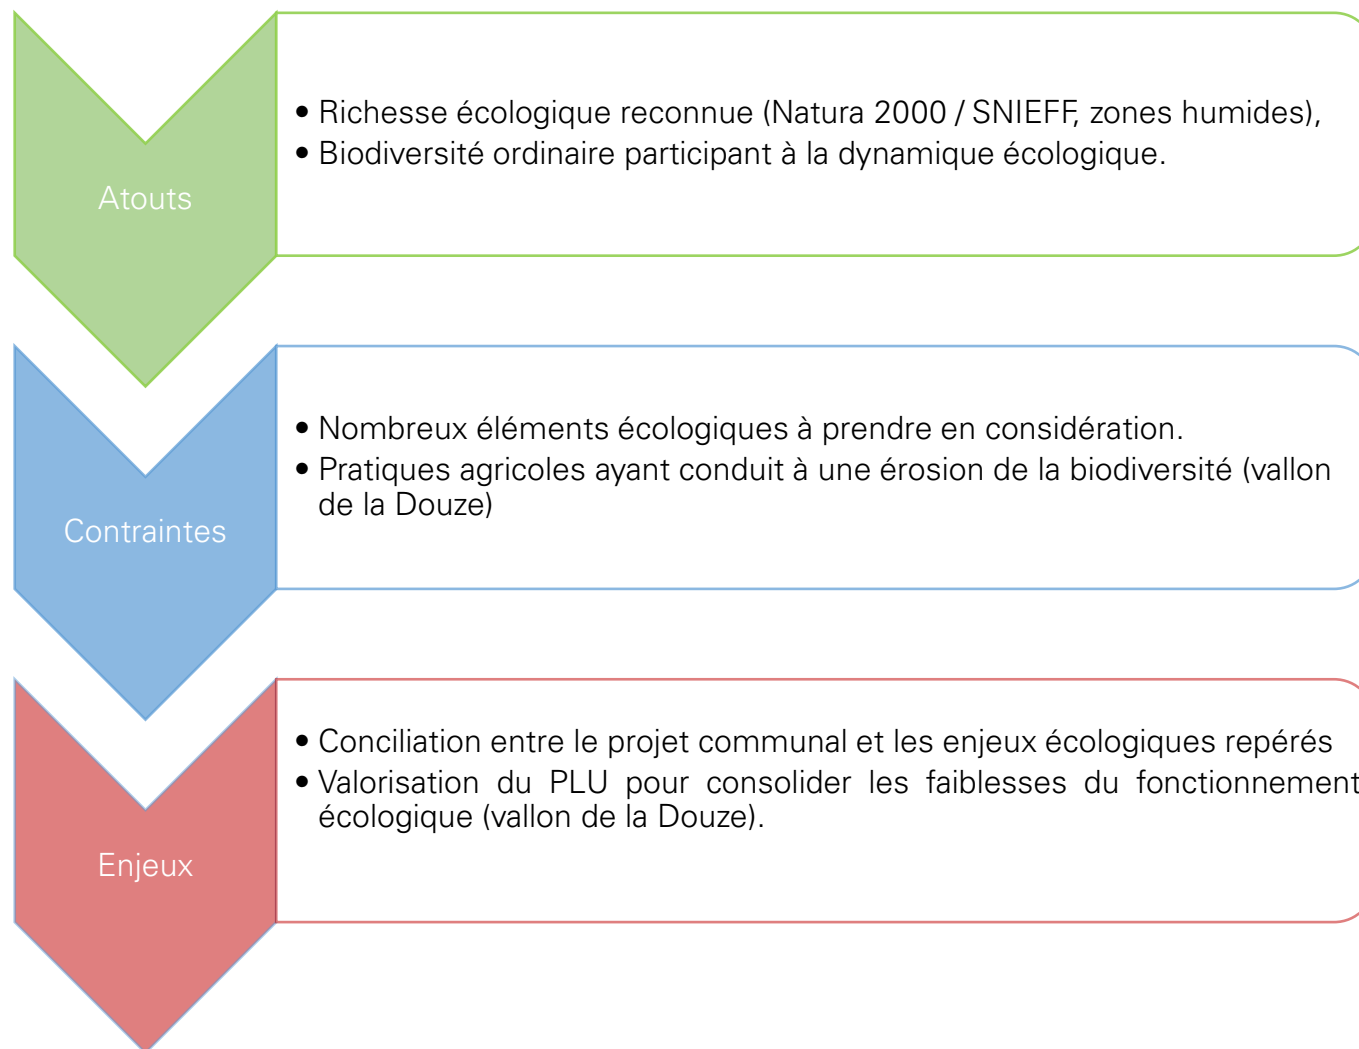 Atouts
• Richesse écologique reconnue (Natura 2000 / SNIEFF, zones humides),
• Biodiversité ordinaire participant à la dynamique écologique.
Contraintes
• Nombreux éléments écologiques à prendre en considération.
• Pratiques agricoles ayant conduit à une érosion de la biodiversité (vallon
de la Douze)
Enjeux
• Conciliation entre le projet communal et les enjeux écologiques repérés
• Valorisation du PLU pour consolider les faiblesses du fonctionnement
écologique (vallon de la Douze).